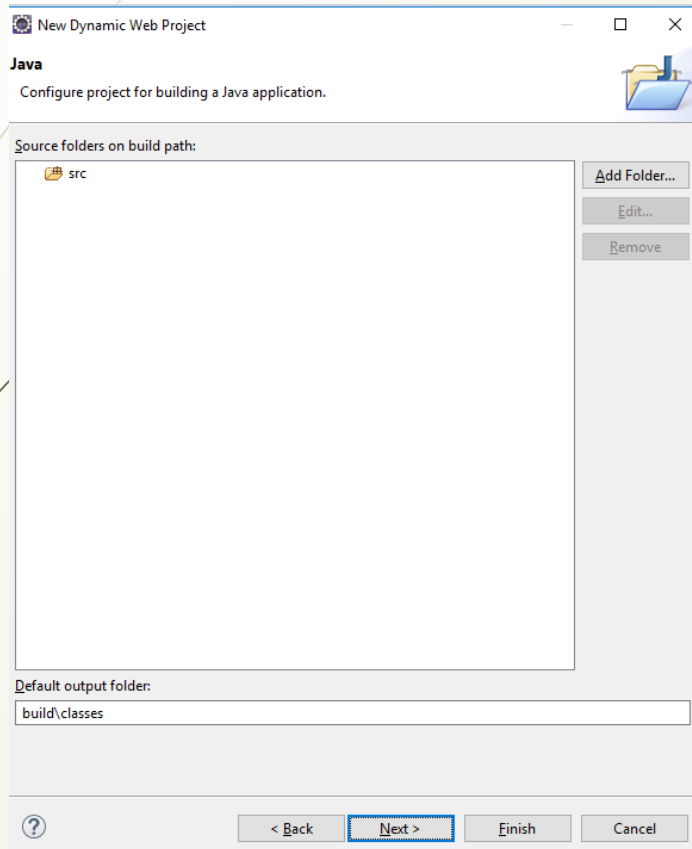 New Dynamic Web Project
Java
Configure project for building a Java application.
Source folders on build path:
src
Add Folder...
Edit...
Remove
Default output folder:
build\classes
< Back
Next >
Finish
Cancel